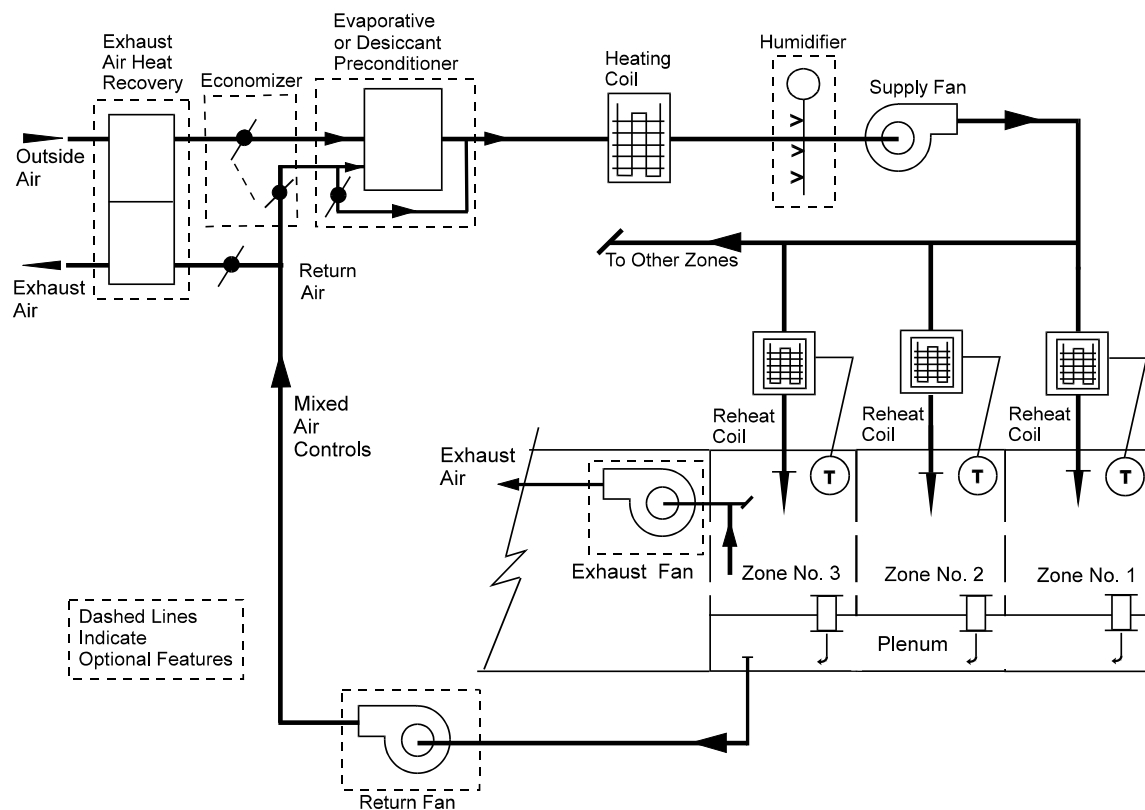 Exhaust
Air Heat
Recovery
Economizer
Evaporative
or Desiccant
Preconditioner
Heating
Coil
Humidifier
Supply Fan
Outside
Air
Exhaust
Air
Return
Air
To Other Zones
Mixed
Air
Controls
Reheat
Coil
Reheat
Coil
Reheat
Coil
Exhaust
Air
T
T
T
Exhaust Fan
Zone No. 3
Zone No. 2
Zone No. 1
Dashed Lines
Indicate
Optional Features
Plenum
Return Fan